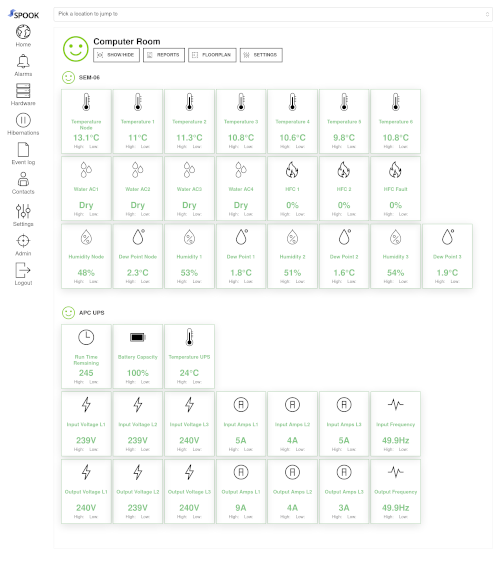 SPOOK
Pick a location to jump to
Home
Alarms
Hardware
Hibernations
Event log
Contacts
Settings
Admin
Logout
Computer Room
SHOW/HIDE REPORTS FLOORPLAN SETTINGS
SEM-06
Temperature Node Temperature 1 Temperature 2 Temperature 3 Temperature 4 Temperature 5 Temperature 6
13.1°C 11°C 11.3°C 10.8°C 10.6°C 9.8°C 10.8°C
High: Low: High: Low: High: Low: High: Low: High: Low: High: Low: High: Low:
Water AC1 Water AC2 Water AC3 Water AC4 HFC 1 HFC 2 HFC Fault
Dry Dry Dry Dry 0% 0% 0%
High: Low: High: Low: High: Low: High: Low: High: Low: High: Low: High: Low:
Humidity Node Dew Point Node Humidity 1 Dew Point 1 Humidity 2 Dew Point 2 Humidity 3 Dew Point 3
48% 2.3°C 53% 1.8°C 51% 1.6°C 54% 1.9°C
High: Low: High: Low: High: Low: High: Low: High: Low: High: Low: High: Low: High: Low:
APC UPS
Run Time Remaining Battery Capacity Temperature UPS
245 100% 24°C
High: Low: High: Low: High: Low:
Input Voltage L1 Input Voltage L2 Input Voltage L3 Input Amps L1 Input Amps L2 Input Amps L3 Input Frequency
239V 239V 240V 5A 4A 5A 49.9Hz
High: Low: High: Low: High: Low: High: Low: High: Low: High: Low: High: Low:
Output Voltage L1 Output Voltage L2 Output Voltage L3 Output Amps L1 Output Amps L2 Output Amps L3 Output Frequency
240V 239V 240V 9A 4A 3A 49.9Hz
High: Low: High: Low: High: Low: High: Low: High: Low: High: Low: High: Low: